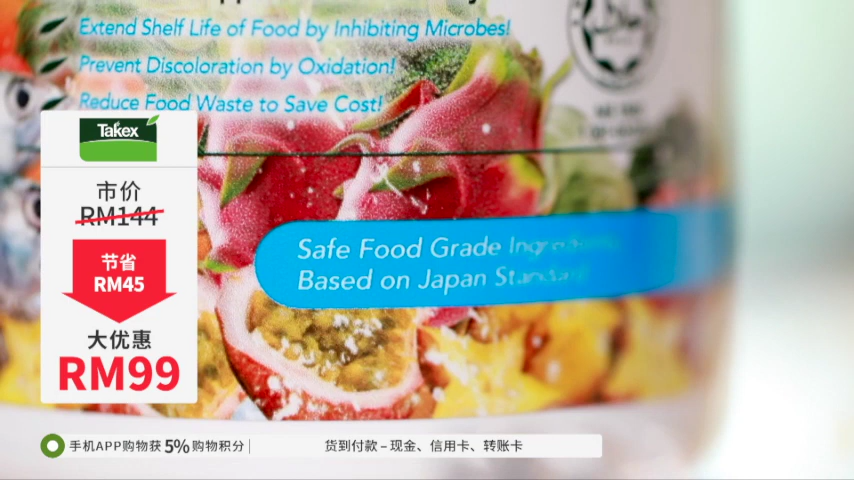 Extend Shelf Life of Food by Inhibiting Microbes!
Prevent Discoloration by Oxidation!
Reduce Food Waste to Save Cost!
Takex
市价
RM144
节省
RM45
大优惠
RM99
Safe Food Grade
Based on Japan
手机APP购物获5%购物积分
货到付款–现金、信用卡、转账卡